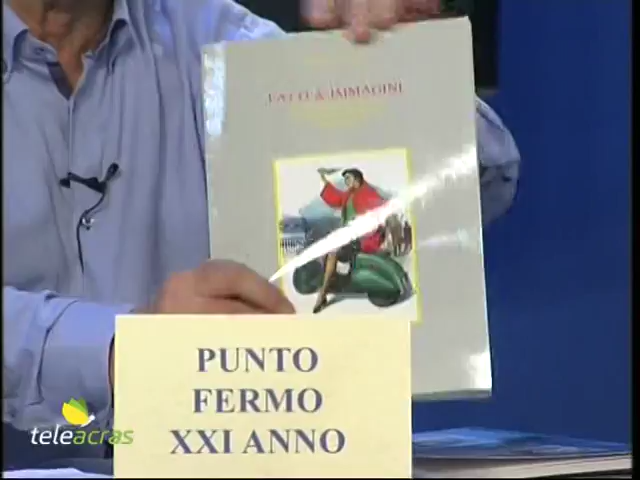 FATTI & IMMAGINI
PUNTO
FERMO
XXI ANNO
teleacras